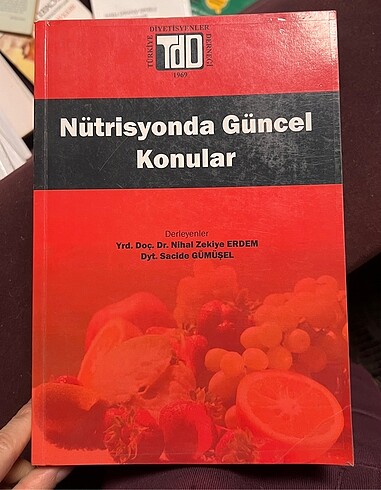 DİYETİSYENLER
TÜRKİYE
TDD
DERNEĞİ
1969
Nütrisyonda Güncel
Konular
Derleyenler
Yrd. Doç. Dr. Nihal Zekiye ERDEM
Dyt. Sacide GÜMÜŞEL